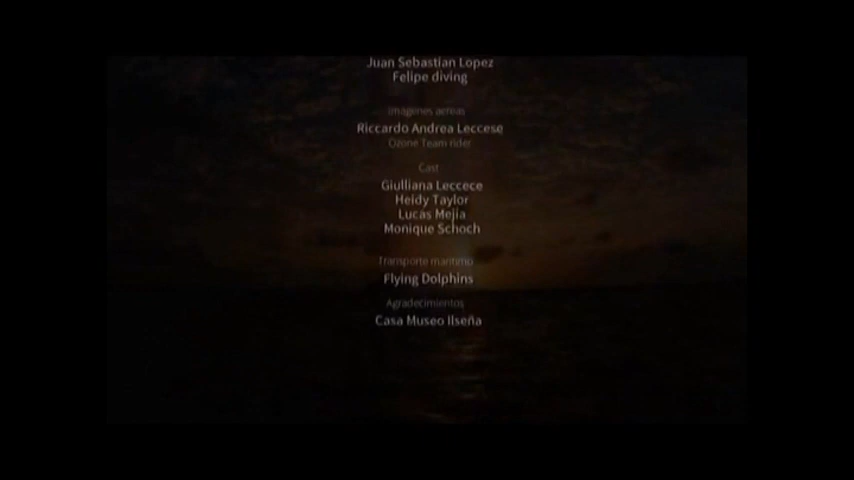 Juan Sebastian Lopez
Felipe diving
Imagenes aereas
Riccardo Andrea Leccese
Ozone Team rider
Cast
Giulliana Leccece
Heidy Taylor
Lucas Mejía
Monique Schoch
Transporte maritimo
Flying Dolphins
Agradecimientos
Casa Museo Ilseña